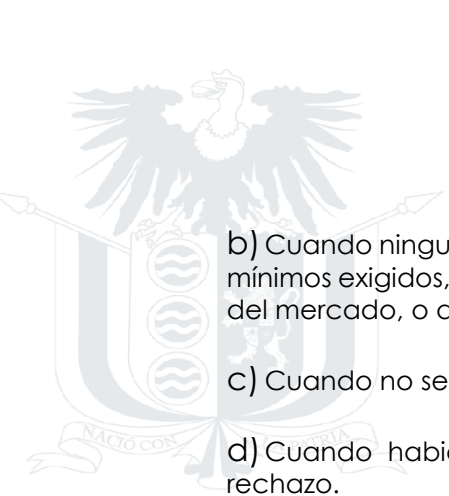 b) Cuando ningu
mínimos exigidos,
del mercado, o
c) Cuando no se
d) Cuando habi
rechazo.
NACIÓ CON PATRIA